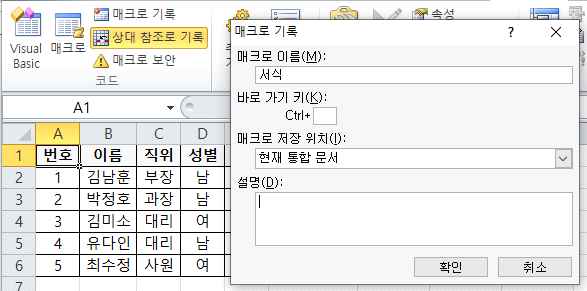 Visual
Basic
매크로
매크로 기록
상대 참조로 기록
매크로 보안
코드
속성
A1
A B C D
1 번호 이름 직위 성별
2 1 김남훈 부장 남
3 2 박정호 과장 남
4 3 김미소 대리 여
5 4 유다인 대리 남
6 5 최수정 사원 여
매크로 기록
? ×
매크로 이름(M):
서식
바로 가기 키(K):
Ctrl+
매크로 저장 위치(I):
현재 통합 문서
설명(D):
확인 취소